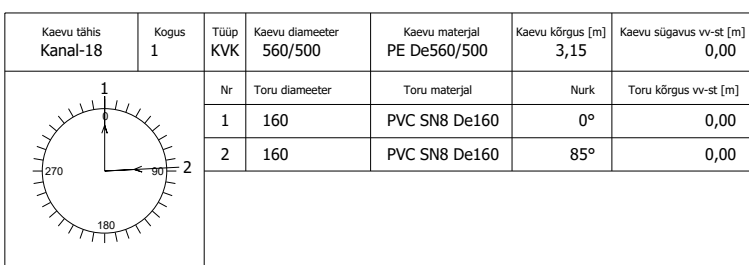 Kaevu tähis Kogus Tüüp Kaevu diameeter Kaevu materjal Kaevu kõrgus [m] Kaevu sügavus vv-st [m]
Kanal-18 1 KVK 560/500 PE De560/500 3,15 0,00
Nr Toru diameeter Toru materjal Nurk Toru kõrgus vv-st [m]
1 160 PVC SN8 De160 0° 0,00
2 160 PVC SN8 De160 85° 0,00
1
0
270 90 2
180